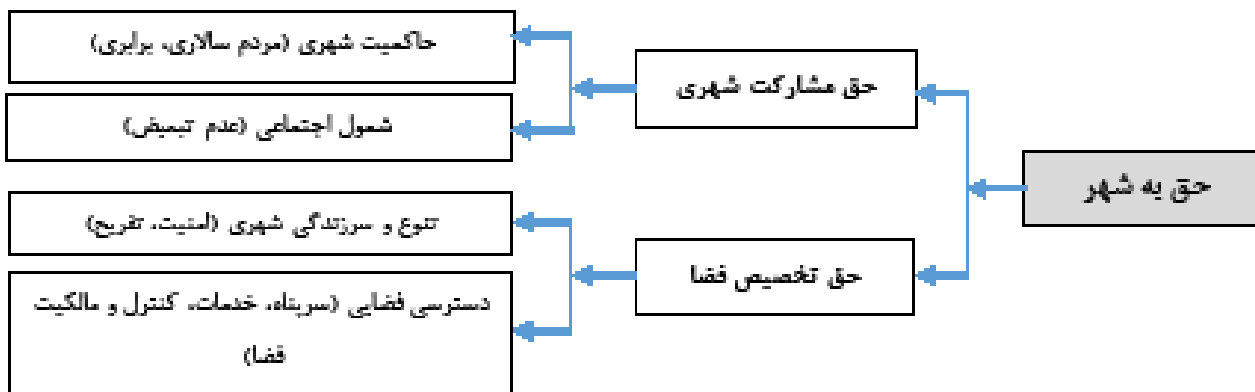 حق به شهر
حق مشارکت شهری
حاکمیت شهری (مردم سالاری، برابری)
شمول اجتماعی (عدم تبعیض)
حق تخصیص فضا
تنوع و سرزندگی شهری (امنیت، تفریح)
دسترسی فضایی (سرپناه، خدمات، کنترل و مالکیت
فضا)